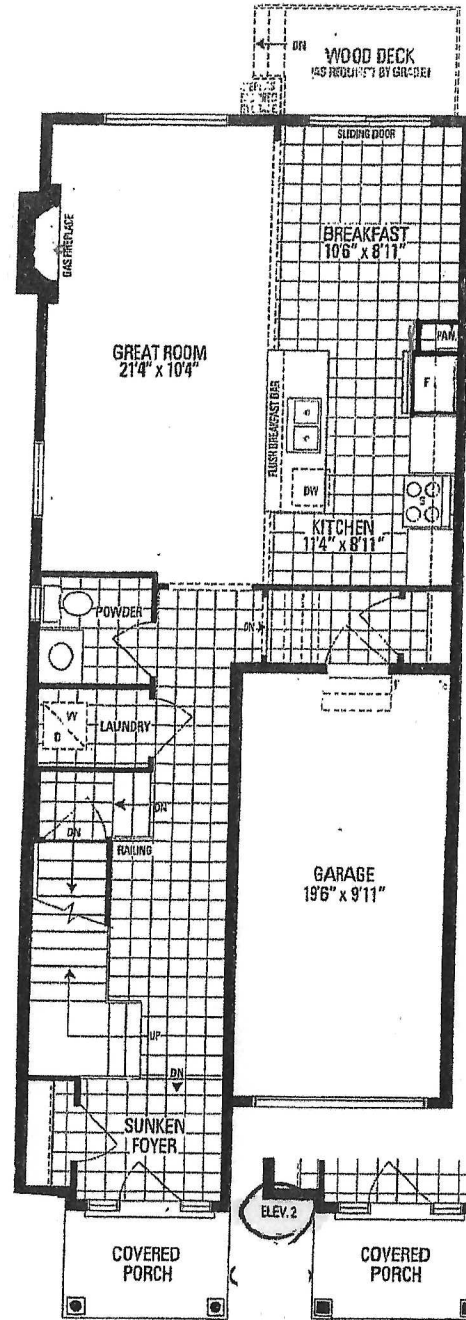 DN
WOOD DECK
(AS REQUIRED BY GRADE)
SLIDING DOOR
BREAKFAST
10'6" x 8'11"
GAS FIREPLACE
PAN.
GREAT ROOM
21'4" x 10'4"
F
FLUSH BREAKFAST BAR
DW
S
KITCHEN
11'4" x 8'11"
POWDER
DN
W
D
LAUNDRY
DN
DN
RAILING
GARAGE
19'6" x 9'11"
UP
DN
SUNKEN
FOYER
ELEV. 2
COVERED
PORCH
COVERED
PORCH